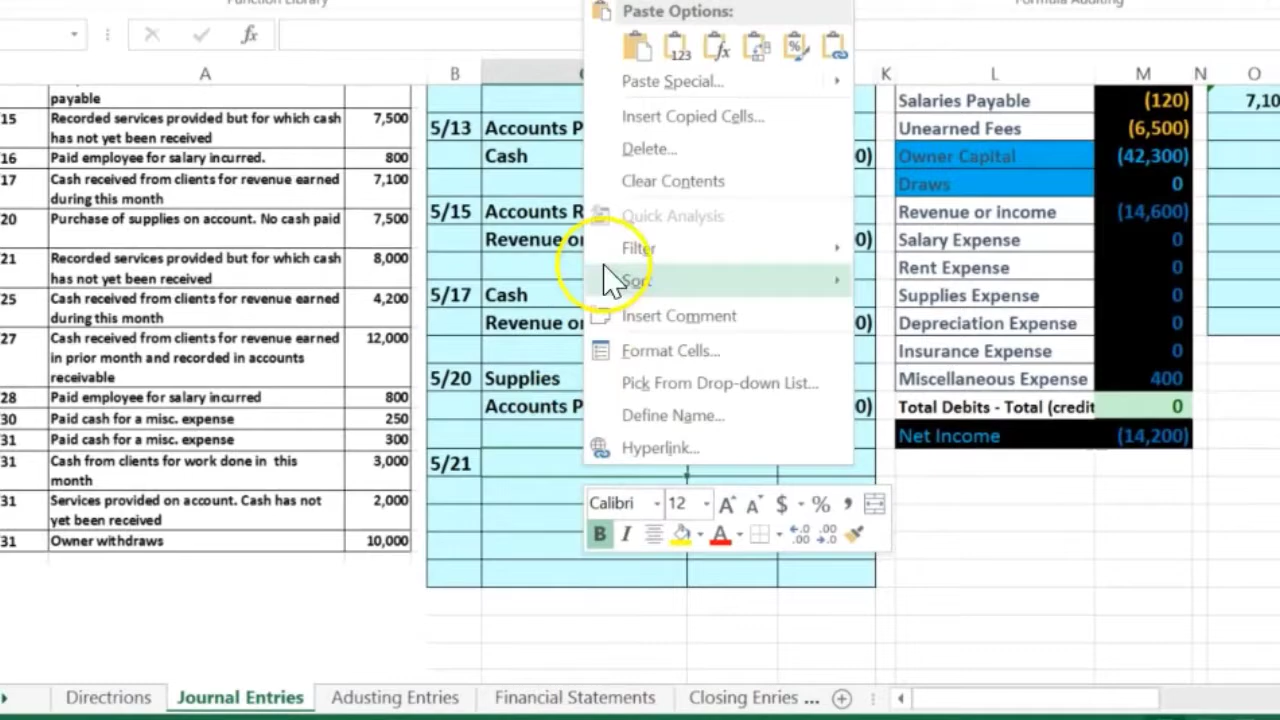 Function Library
Formula Auditing
Paste Options:
fx
A
B
K
L
M
N
O
123
fx
%
Paste Special...
Insert Copied Cells...
Delete...
Clear Contents
Quick Analysis
Filter
Sort
Insert Comment
Format Cells...
Pick From Drop-down List...
Define Name...
Hyperlink...
Calibri
12
A
A
$
%
,
B
I
A
payable
15 Recorded services provided but for which cash 7,500
has not yet been received
16 Paid employee for salary incurred. 800
17 Cash received from clients for revenue earned 7,100
during this month
20 Purchase of supplies on account. No cash paid 7,500
21 Recorded services provided but for which cash 8,000
has not yet been received
25 Cash received from clients for revenue earned 4,200
during this month
27 Cash received from clients for revenue earned 12,000
in prior month and recorded in accounts
receivable
28 Paid employee for salary incurred 800
30 Paid cash for a misc. expense 250
31 Paid cash for a misc. expense 300
31 Cash from clients for work done in this 3,000
month
31 Services provided on account. Cash has not 2,000
yet been received
31 Owner withdraws 10,000
5/13 Accounts P
Cash 0)
5/15 Accounts R
Revenue or 0)
5/17 Cash
Revenue or 0)
5/20 Supplies
Accounts P 0)
5/21
Salaries Payable (120) 7,10
Unearned Fees (6,500)
Owner Capital (42,300)
Draws 0
Revenue or income (14,600)
Salary Expense 0
Rent Expense 0
Supplies Expense 0
Depreciation Expense 0
Insurance Expense 0
Miscellaneous Expense 400
Total Debits - Total (credit 0
Net Income (14,200)
Directions
Journal Entries
Adusting Entries
Financial Statements
Closing Enries ...